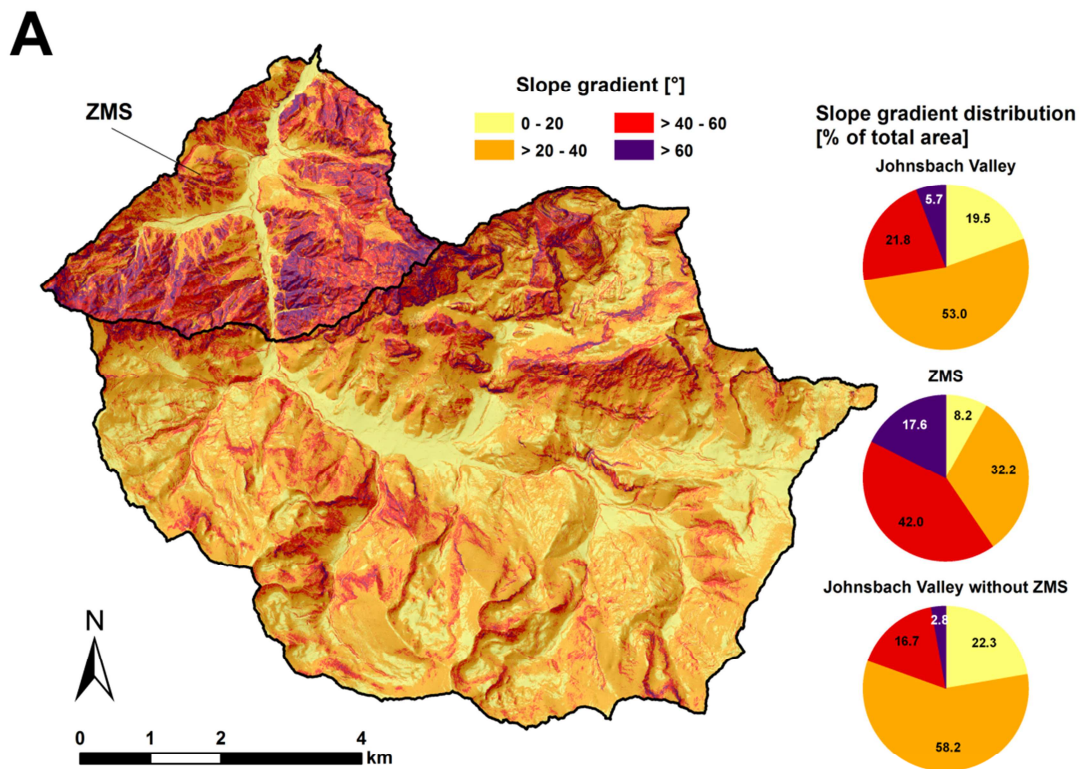 A
ZMS
Slope gradient [°]
0 - 20
> 40 - 60
> 20 - 40
> 60
Slope gradient distribution
[% of total area]
Johnsbach Valley
5.7
19.5
21.8
53.0
ZMS
17.6
8.2
32.2
42.0
Johnsbach Valley without ZMS
2.8
16.7
22.3
58.2
N
0 1 2 4
km